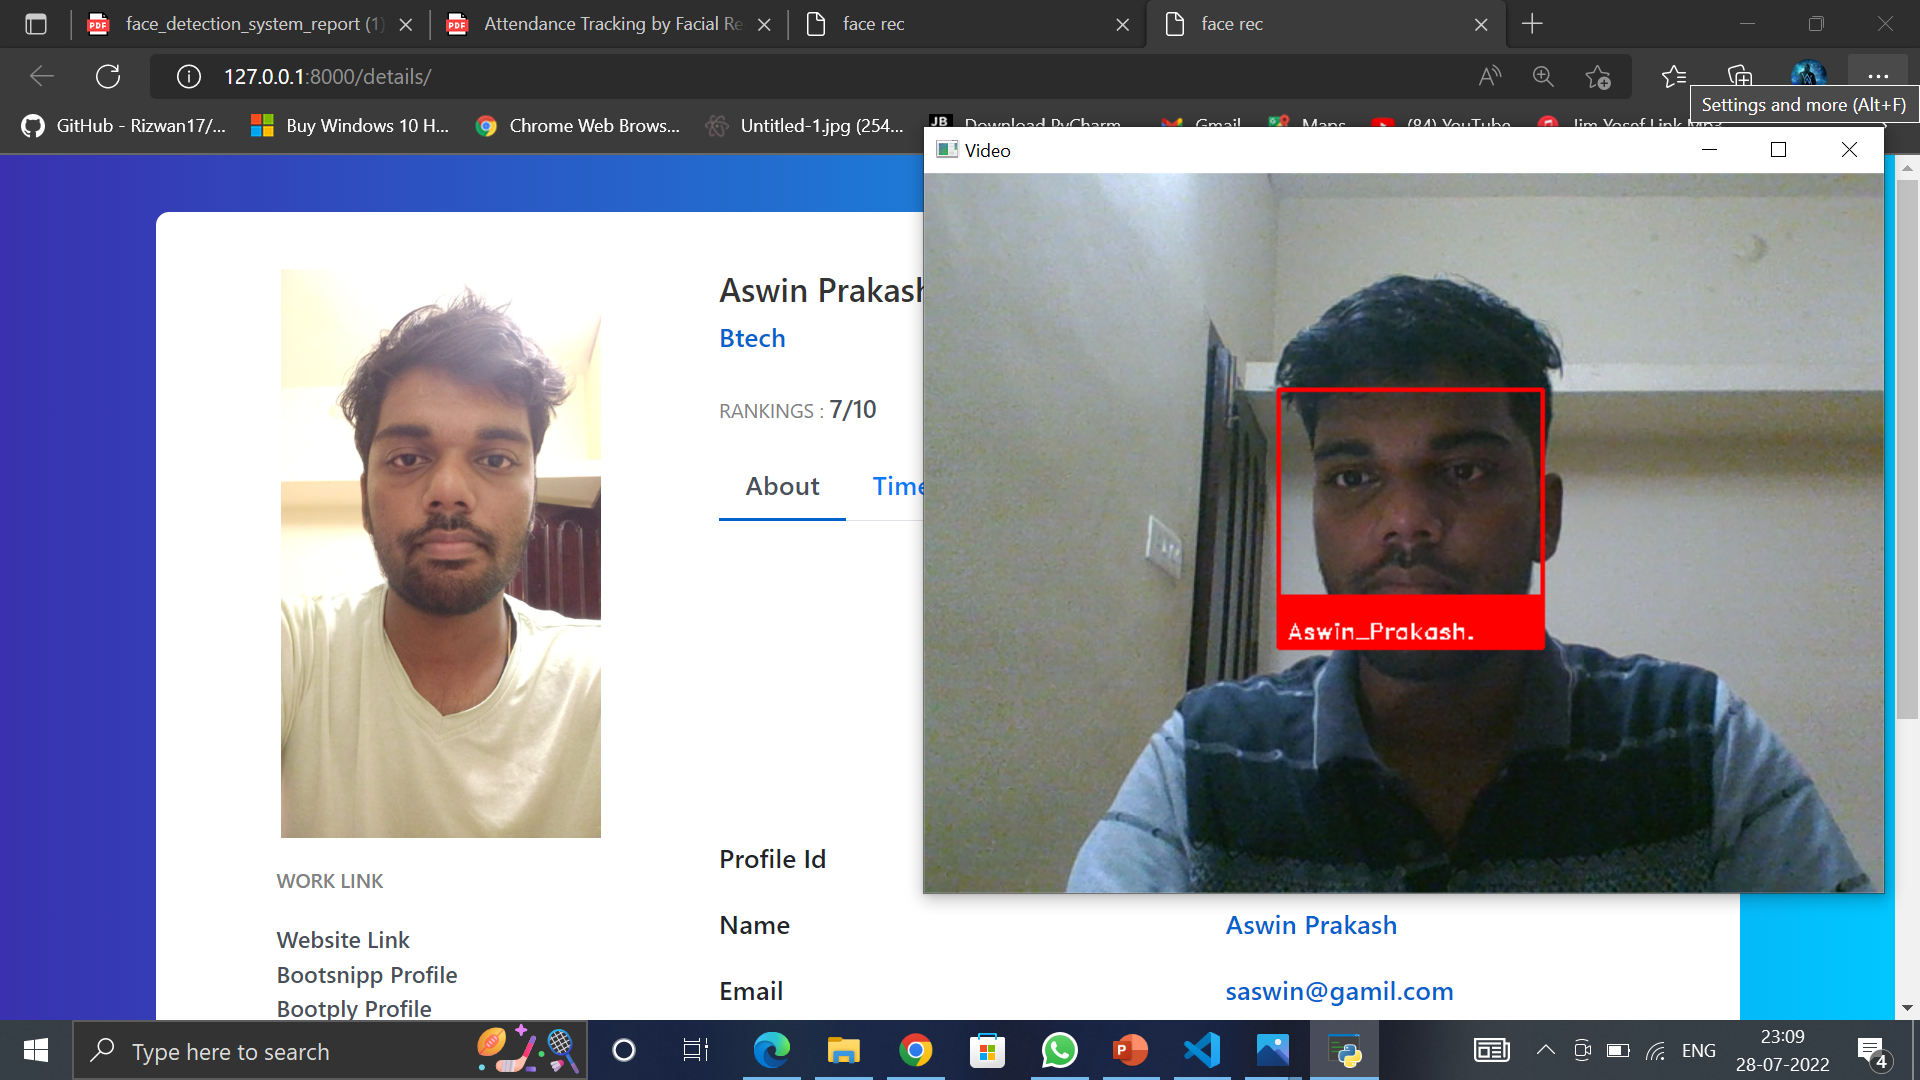 face_detection_system_report (1)
Attendance Tracking by Facial Re
face rec
face rec
127.0.0.1:8000/details/
Settings and more (Alt+F)
GitHub - Rizwan17/...
Buy Windows 10 H...
Chrome Web Brows...
Untitled-1.jpg (254...
Download PyCharm
Gmail
Maps
(84) YouTube
Jim Yosef Link Mp3
Video
Aswin Prakash
Btech
RANKINGS : 7/10
About
Time
Aswin_Prakash.
Profile Id
WORK LINK
Name
Aswin Prakash
Website Link
Bootsnipp Profile
Email
saswin@gamil.com
Bootply Profile
Type here to search
ENG
23:09
28-07-2022
4